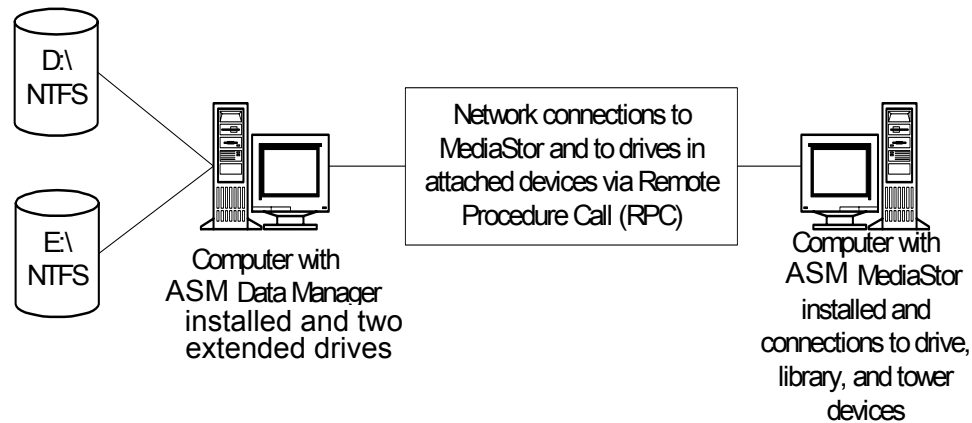 D:\
NTFS
E:\
NTFS
Computer with
ASM Data Manager
installed and two
extended drives
Network connections to
MediaStor and to drives in
attached devices via Remote
Procedure Call (RPC)
Computer with
ASM MediaStor
installed and
connections to drive,
library, and tower
devices